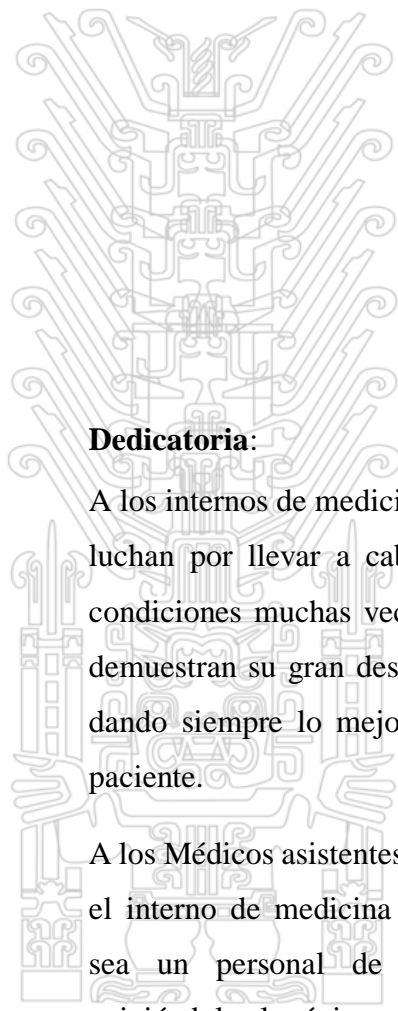 Dedicatoria:
A los internos de medici
luchan por llevar a cal
condiciones muchas vec
demuestran su gran des
dando siempre lo mejo
paciente.
A los Médicos asistentes
el interno de medicina
sea un personal de